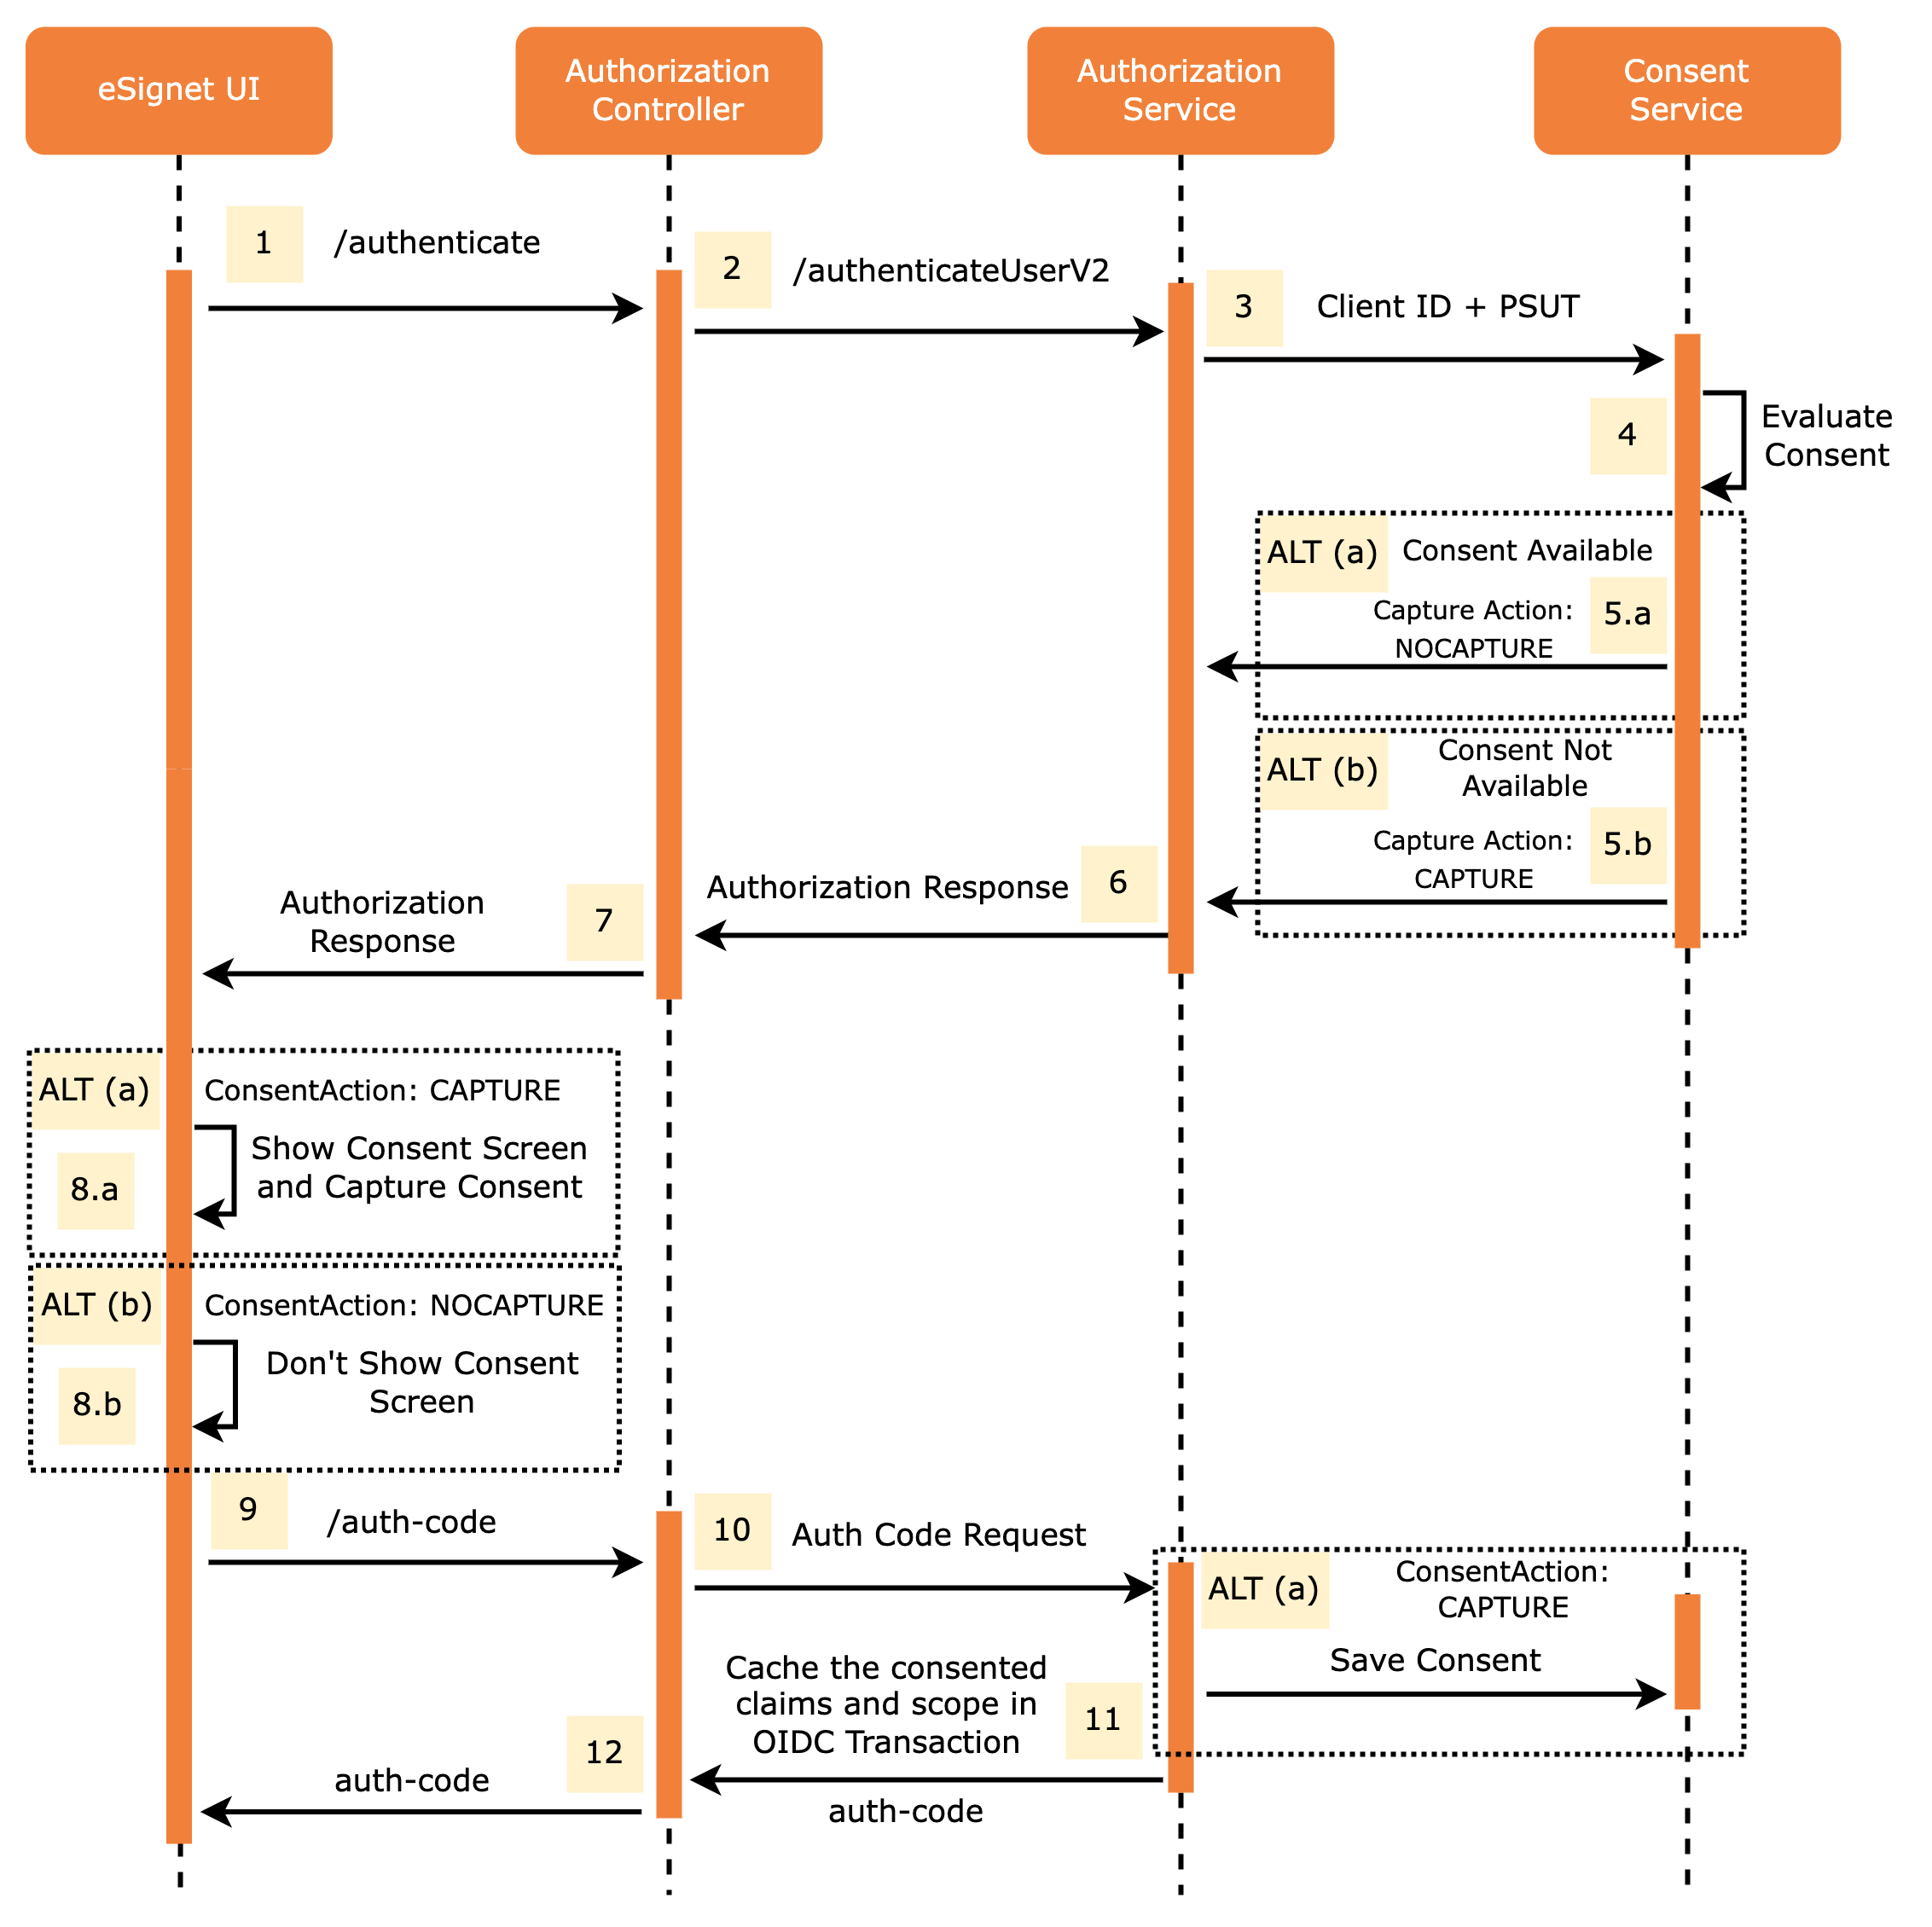 eSignet UI
Authorization
Controller
Authorization
Service
Consent
Service
1
/authenticate
2
/authenticateUserV2
3
Client ID + PSUT
4
Evaluate
Consent
ALT (a)
Consent Available
Capture Action:
NOCAPTURE
5.a
ALT (b)
Consent Not
Available
Capture Action:
CAPTURE
5.b
Authorization Response
6
Authorization
Response
7
ALT (a)
ConsentAction: CAPTURE
8.a
Show Consent Screen
and Capture Consent
ALT (b)
ConsentAction: NOCAPTURE
8.b
Don't Show Consent
Screen
9
/auth-code
10
Auth Code Request
ALT (a)
ConsentAction:
CAPTURE
Save Consent
Cache the consented
claims and scope in
OIDC Transaction
11
auth-code
12
auth-code